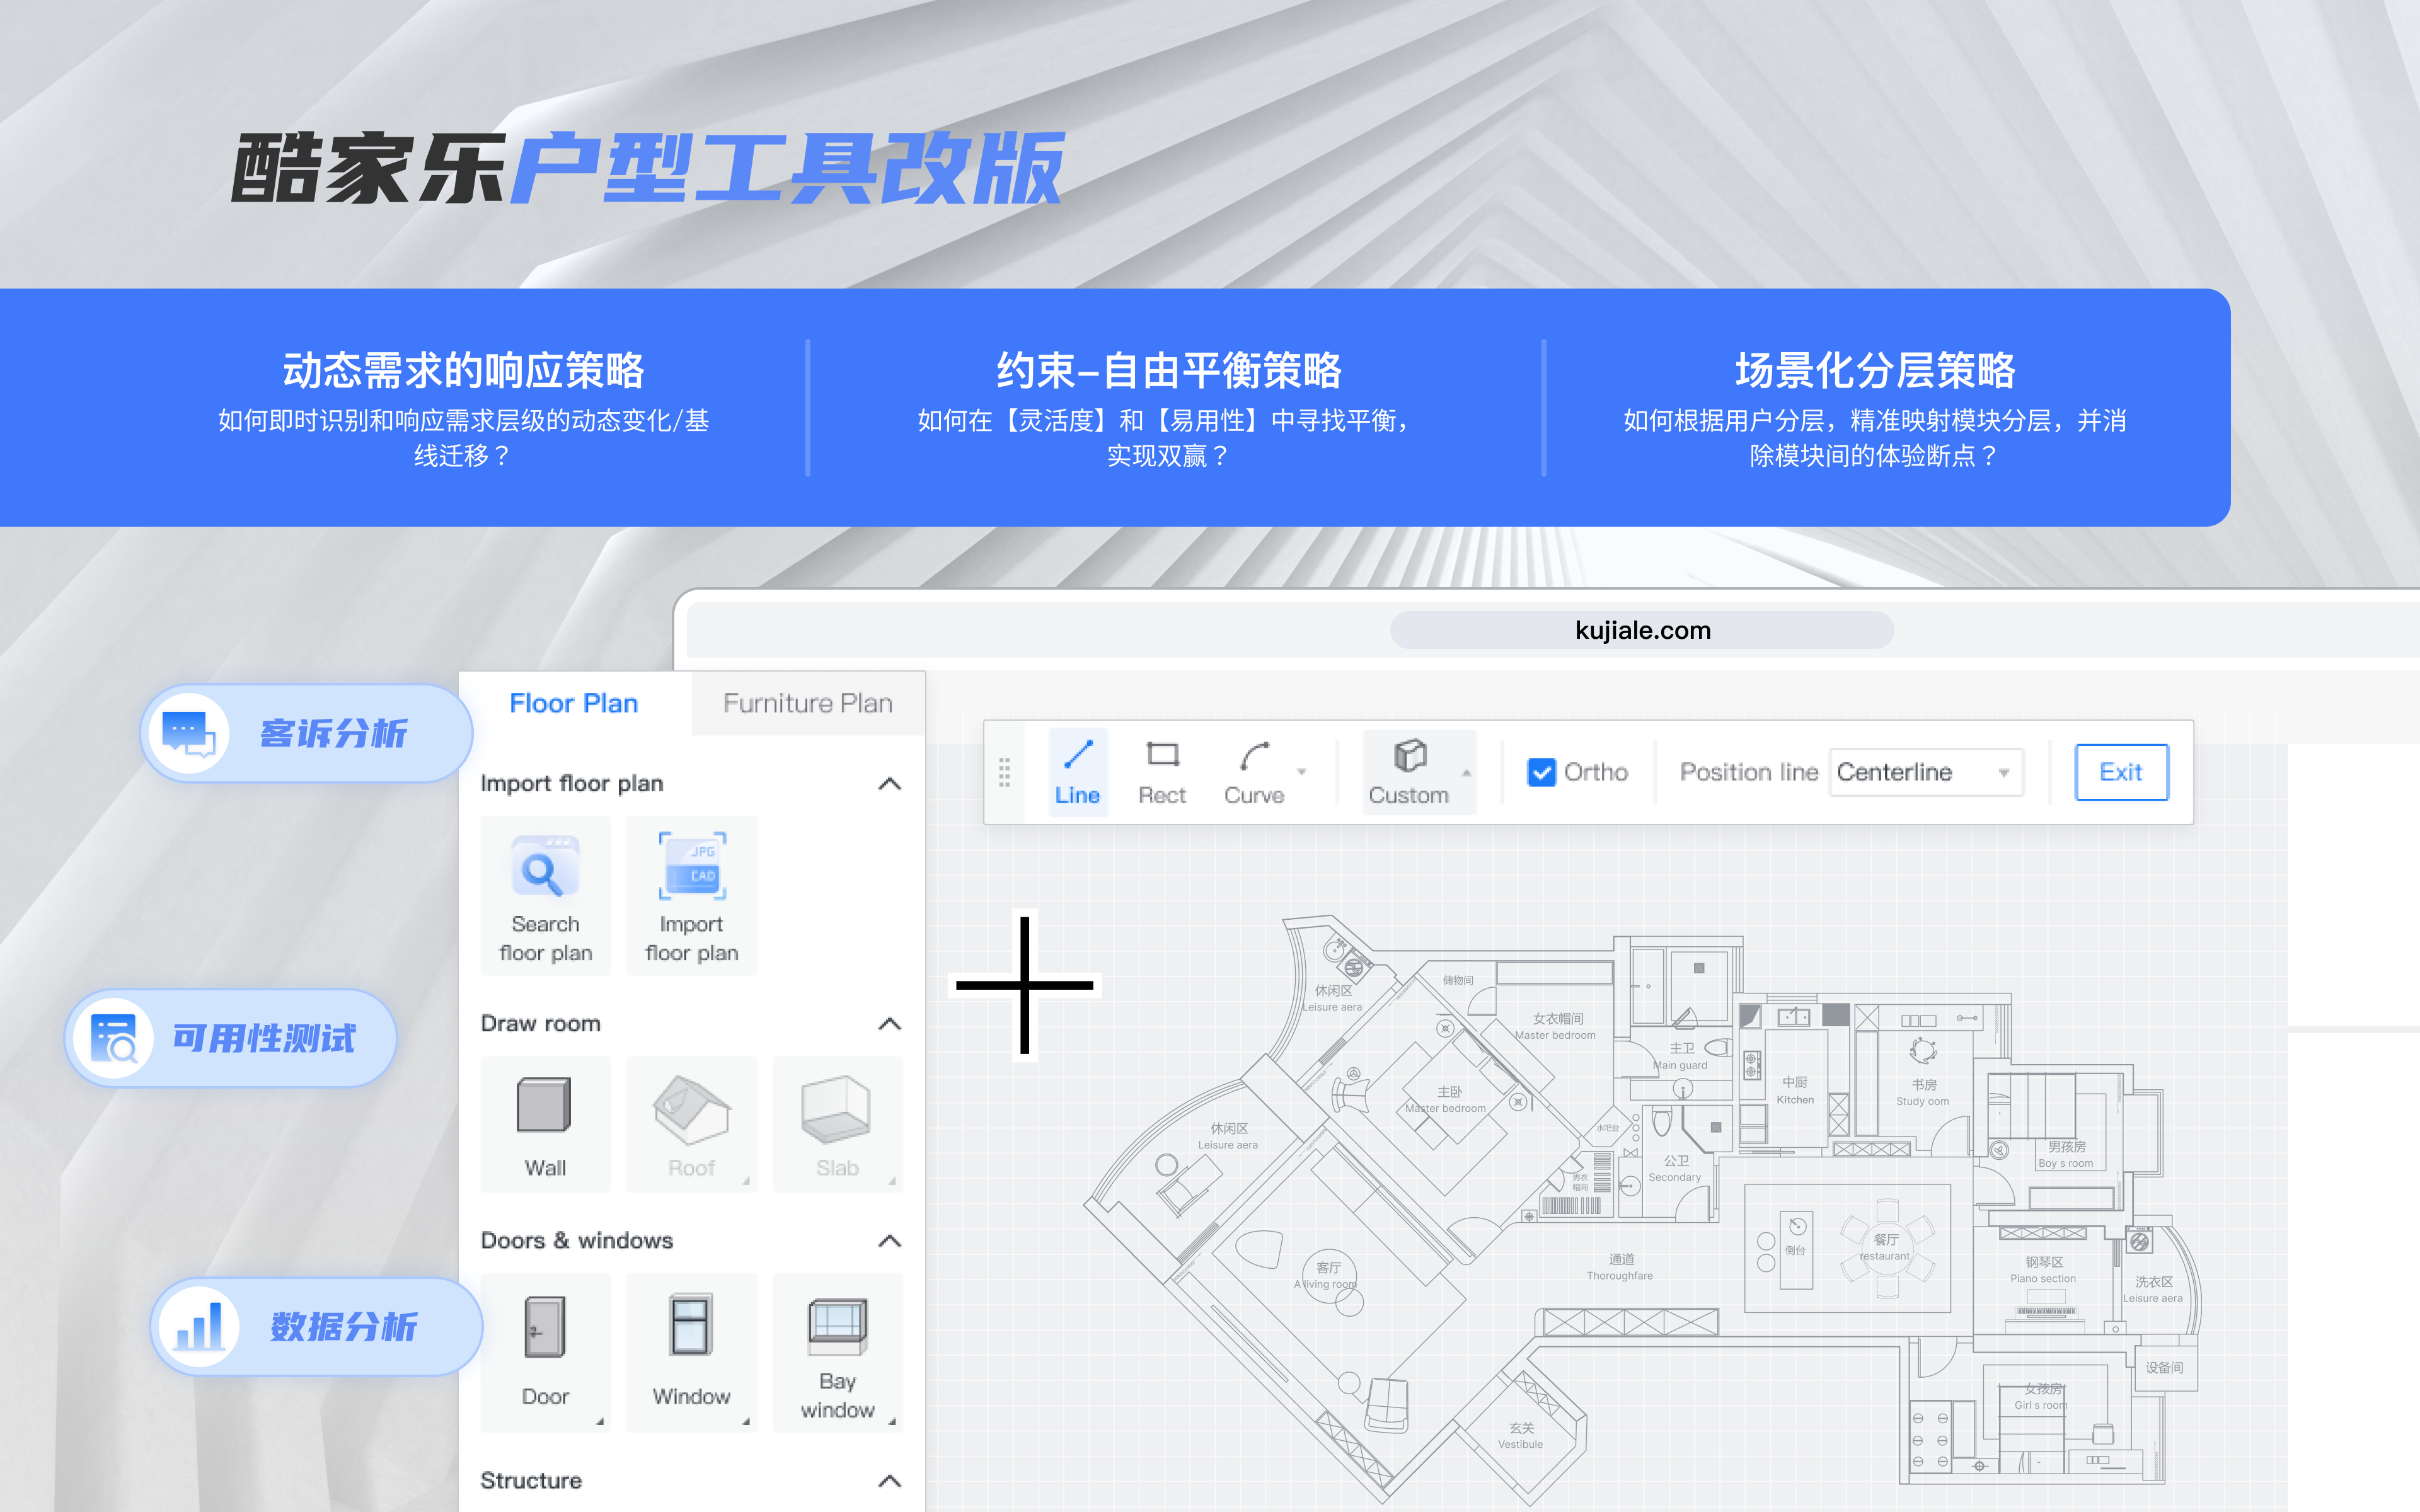 酷家乐户型工具改版
动态需求的响应策略
如何即时识别和响应需求层级的动态变化/基
线迁移？
约束-自由平衡策略
如何在【灵活度】和【易用性】中寻找平衡，
实现双赢？
场景化分层策略
如何根据用户分层，精准映射模块分层，并消
除模块间的体验断点？
kujiale.com
客诉分析
可用性测试
数据分析
Floor Plan
Furniture Plan
Import floor plan
Search
floor plan
JPG
CAD
Import
floor plan
Draw room
Wall
Roof
Slab
Doors & windows
Door
Window
Bay
window
Structure
Line
Rect
Curve
Custom
Ortho
Position line
Centerline
Exit
休闲区
Leisure aera
储物间
女衣帽间
Master bedroom
主卫
Main guard
中厨
Kitchen
书房
Study oom
主卧
Master bedroom
休闲区
Leisure aera
水吧台
男衣
帽间
公卫
Secondary
男孩房
Boy s room
客厅
A living room
通道
Thoroughfare
倒台
餐厅
restaurant
钢琴区
Piano section
洗衣区
Leisure aera
设备间
女孩房
Girl s room
玄关
Vestibule